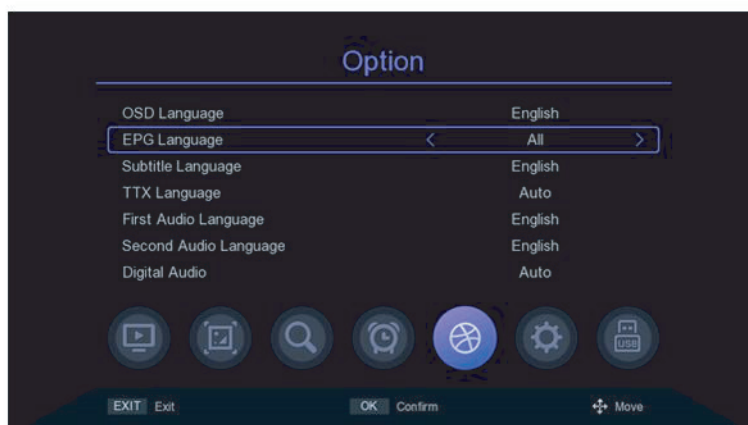 Option
OSD Language English
EPG Language < All >
Subtitle Language English
TTX Language Auto
First Audio Language English
Second Audio Language English
Digital Audio Auto
USB
EXIT Exit OK Confirm Move